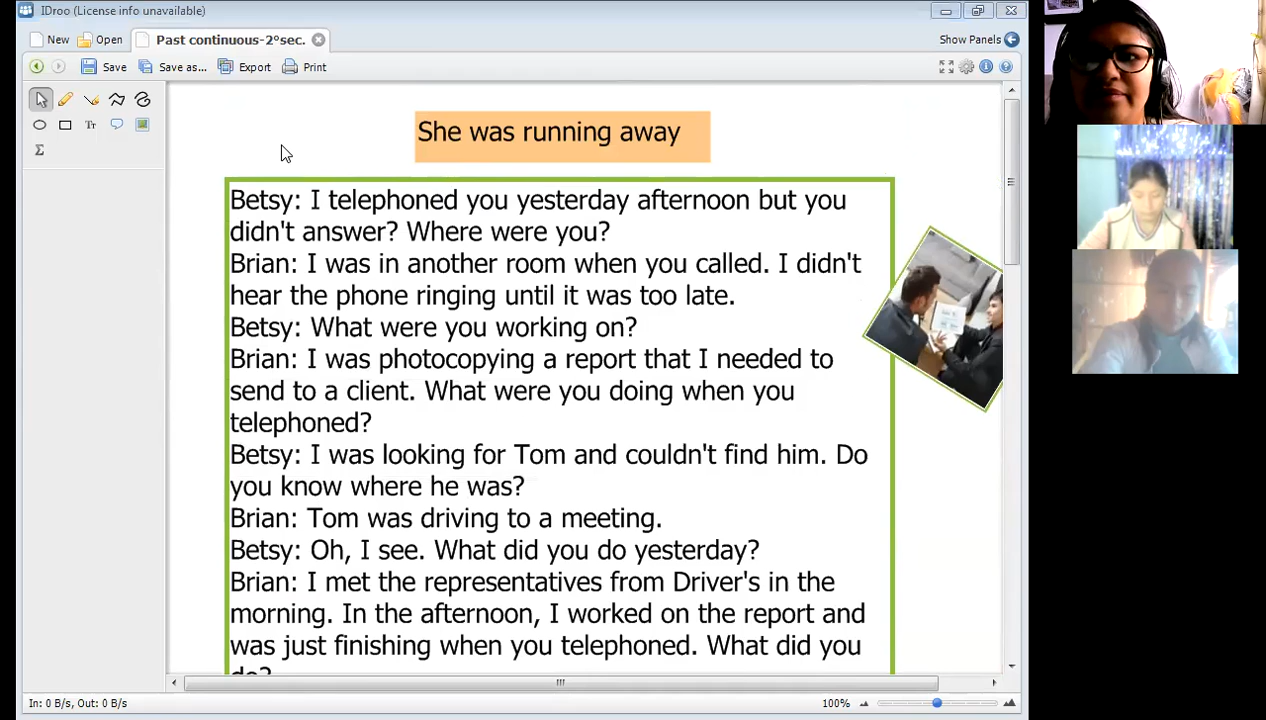 IDroo (License info unavailable)
New Open Past continuous-2ºsec. Show Panels
Save Save as... Export Print
Tт
Σ
She was running away
Betsy: I telephoned you yesterday afternoon but you
didn't answer? Where were you?
Brian: I was in another room when you called. I didn't
hear the phone ringing until it was too late.
Betsy: What were you working on?
Brian: I was photocopying a report that I needed to
send to a client. What were you doing when you
telephoned?
Betsy: I was looking for Tom and couldn't find him. Do
you know where he was?
Brian: Tom was driving to a meeting.
Betsy: Oh, I see. What did you do yesterday?
Brian: I met the representatives from Driver's in the
morning. In the afternoon, I worked on the report and
was just finishing when you telephoned. What did you
do?
In: 0 B/s, Out: 0 B/s 100%